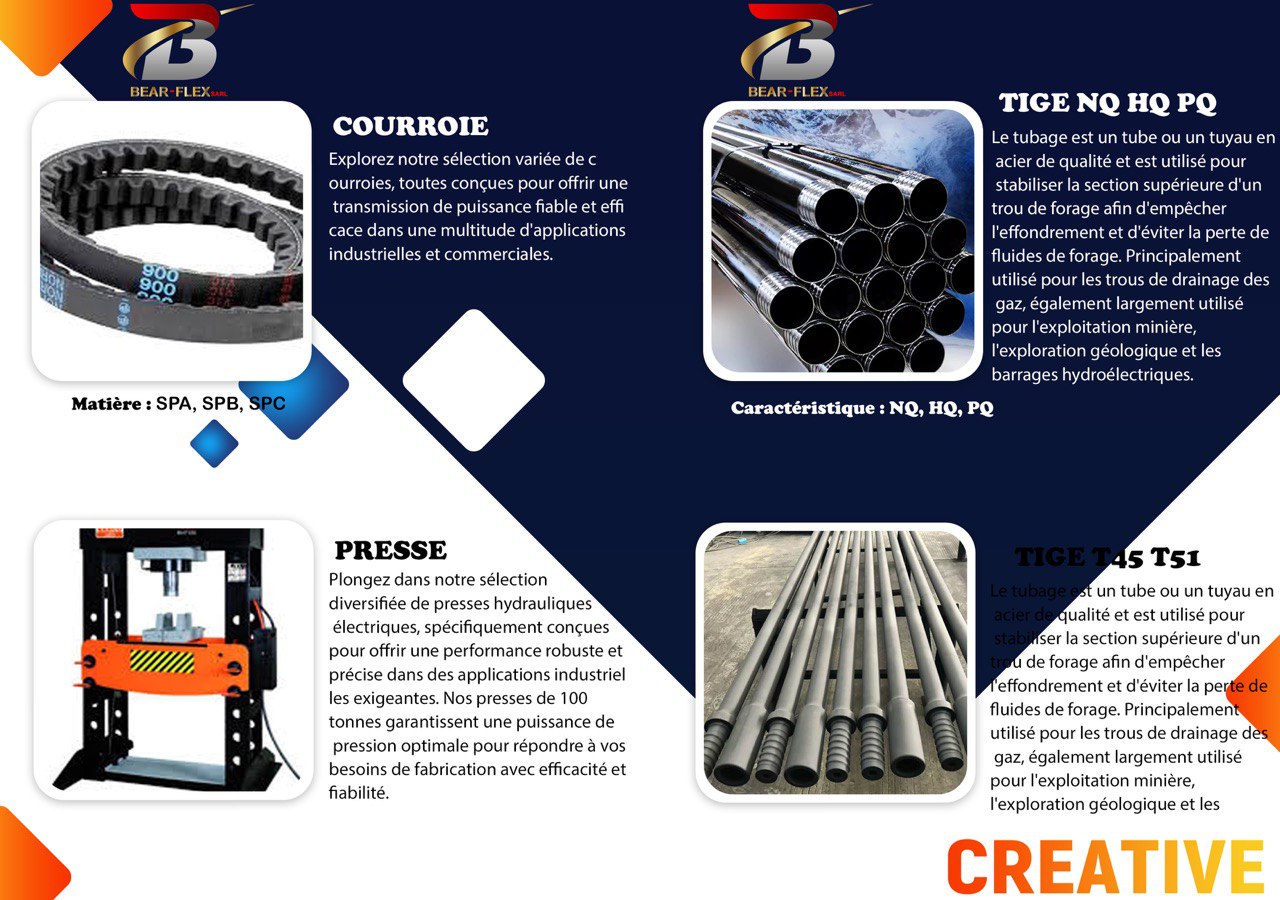 BEAR-FLEX SARL
COURROIE
Explorez notre sélection variée de c
ourroies, toutes conçues pour offrir une
transmission de puissance fiable et effi
cace dans une multitude d'applications
industrielles et commerciales.
900
900
Matière : SPA, SPB, SPC
BEAR-FLEX SARL
TIGE NQ HQ PQ
Le tubage est un tube ou un tuyau en
acier de qualité et est utilisé pour
stabiliser la section supérieure d'un
trou de forage afin d'empêcher
l'effondrement et d'éviter la perte de
fluides de forage. Principalement
utilisé pour les trous de drainage des
gaz, également largement utilisé
pour l'exploitation minière,
l'exploration géologique et les
barrages hydroélectriques.
Caractéristique : NQ, HQ, PQ
PRESSE
Plongez dans notre sélection
diversifiée de presses hydrauliques
électriques, spécifiquement conçues
pour offrir une performance robuste et
précise dans des applications industriel
les exigeantes. Nos presses de 100
tonnes garantissent une puissance de
pression optimale pour répondre à vos
besoins de fabrication avec efficacité et
fiabilité.
TIGE T45 T51
Le tubage est un tube ou un tuyau en
acier de qualité et est utilisé pour
stabiliser la section supérieure d'un
trou de forage afin d'empêcher
l'effondrement et d'éviter la perte de
fluides de forage. Principalement
utilisé pour les trous de drainage des
gaz, également largement utilisé
pour l'exploitation minière,
l'exploration géologique et les
CREATIVE